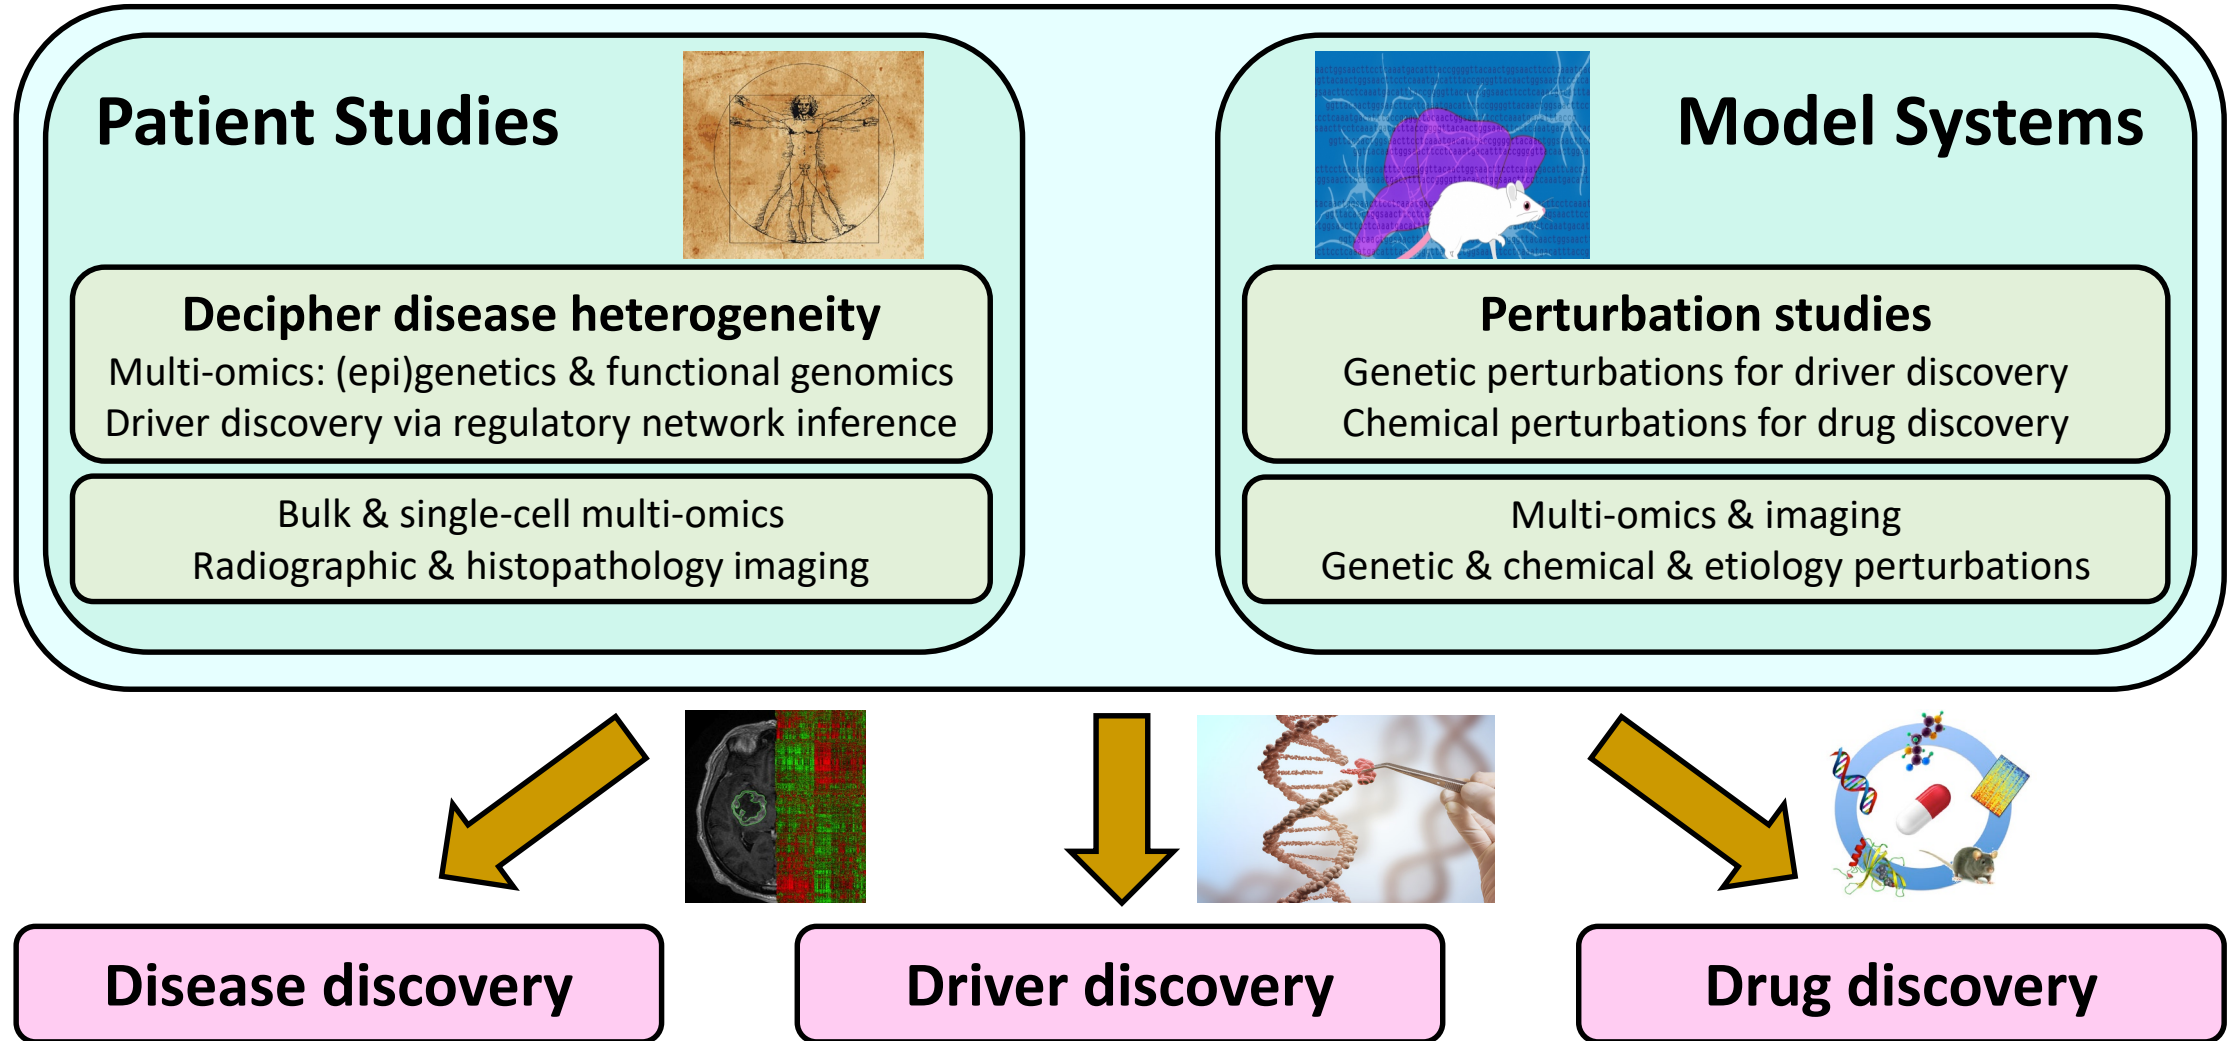 Patient Studies
Decipher disease heterogeneity
Multi-omics: (epi)genetics & functional genomics
Driver discovery via regulatory network inference
Bulk & single-cell multi-omics
Radiographic & histopathology imaging
Model Systems
Perturbation studies
Genetic perturbations for driver discovery
Chemical perturbations for drug discovery
Multi-omics & imaging
Genetic & chemical & etiology perturbations
Disease discovery
Driver discovery
Drug discovery